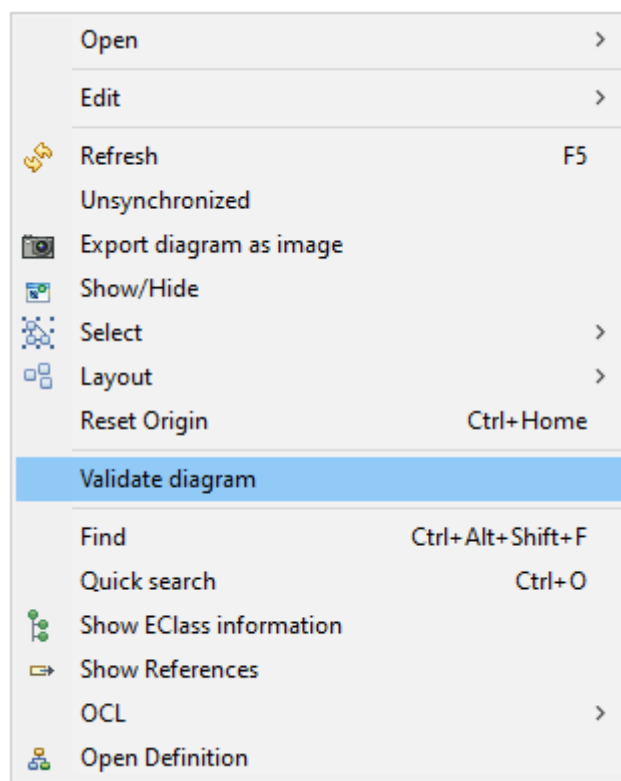 Open
Edit
Refresh F5
Unsynchronized
Export diagram as image
Show/Hide
Select
Layout
Reset Origin Ctrl+Home
Validate diagram
Find Ctrl+Alt+Shift+F
Quick search Ctrl+O
Show EClass information
Show References
OCL
Open Definition